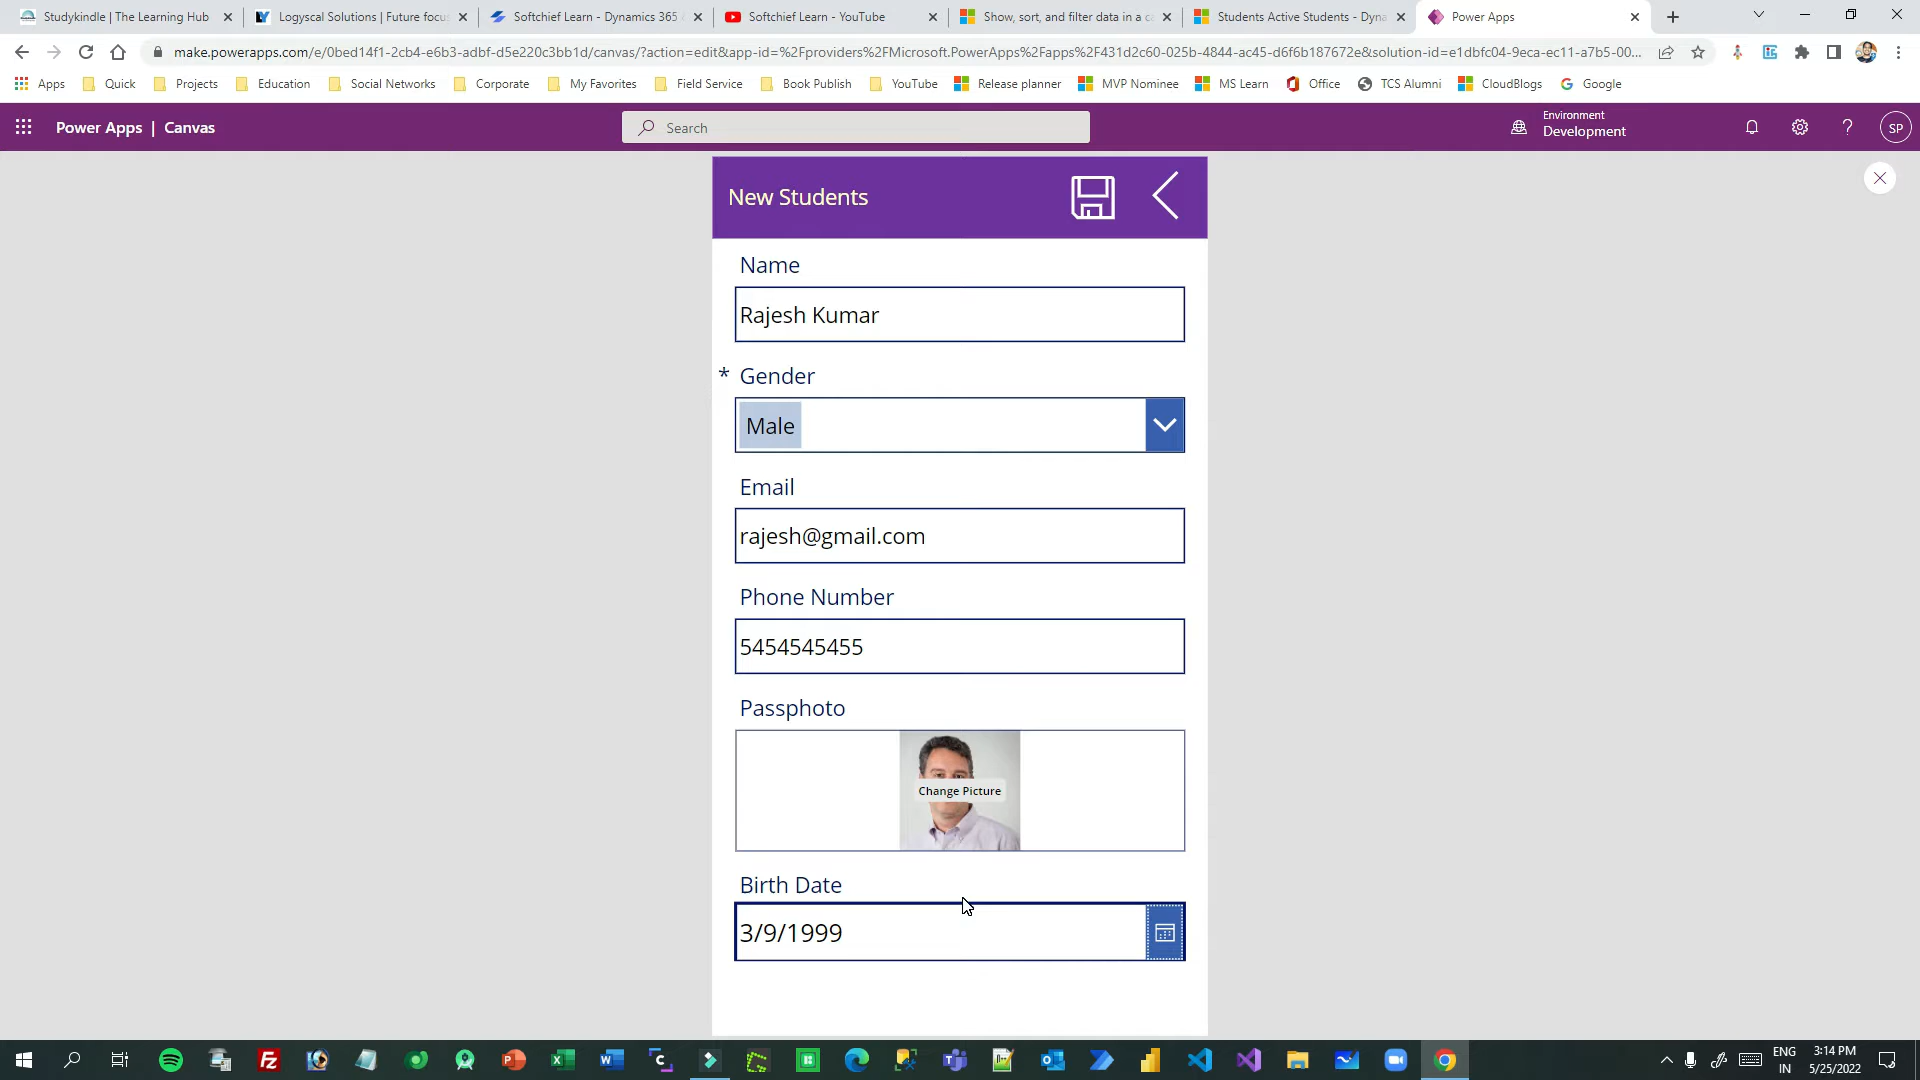 Studykindle | The Learning Hub
Logyscal Solutions | Future focu
Softchief Learn - Dynamics 365
Softchief Learn - YouTube
Show, sort, and filter data in a ca
Students Active Students - Dyna
Power Apps
make.powerapps.com/e/0bed14f1-2cb4-e6b3-adbf-d5e220c3bb1d/canvas/?action=edit&app-id=%2Fproviders%2FMicrosoft.PowerApps%2Fapps%2F431d2c60-025b-4844-ac45-d6f6b187672e&solution-id=e1dbfc04-9eca-ec11-a7b5-00...
Apps
Quick
Projects
Education
Social Networks
Corporate
My Favorites
Field Service
Book Publish
YouTube
Release planner
MVP Nominee
MS Learn
Office
TCS Alumni
CloudBlogs
Google
Power Apps | Canvas
Search
Environment
Development
SP
New Students
Name
Rajesh Kumar
* Gender
Male
Email
rajesh@gmail.com
Phone Number
5454545455
Passphoto
Change Picture
Birth Date
3/9/1999
ENG
IN
3:14 PM
5/25/2022